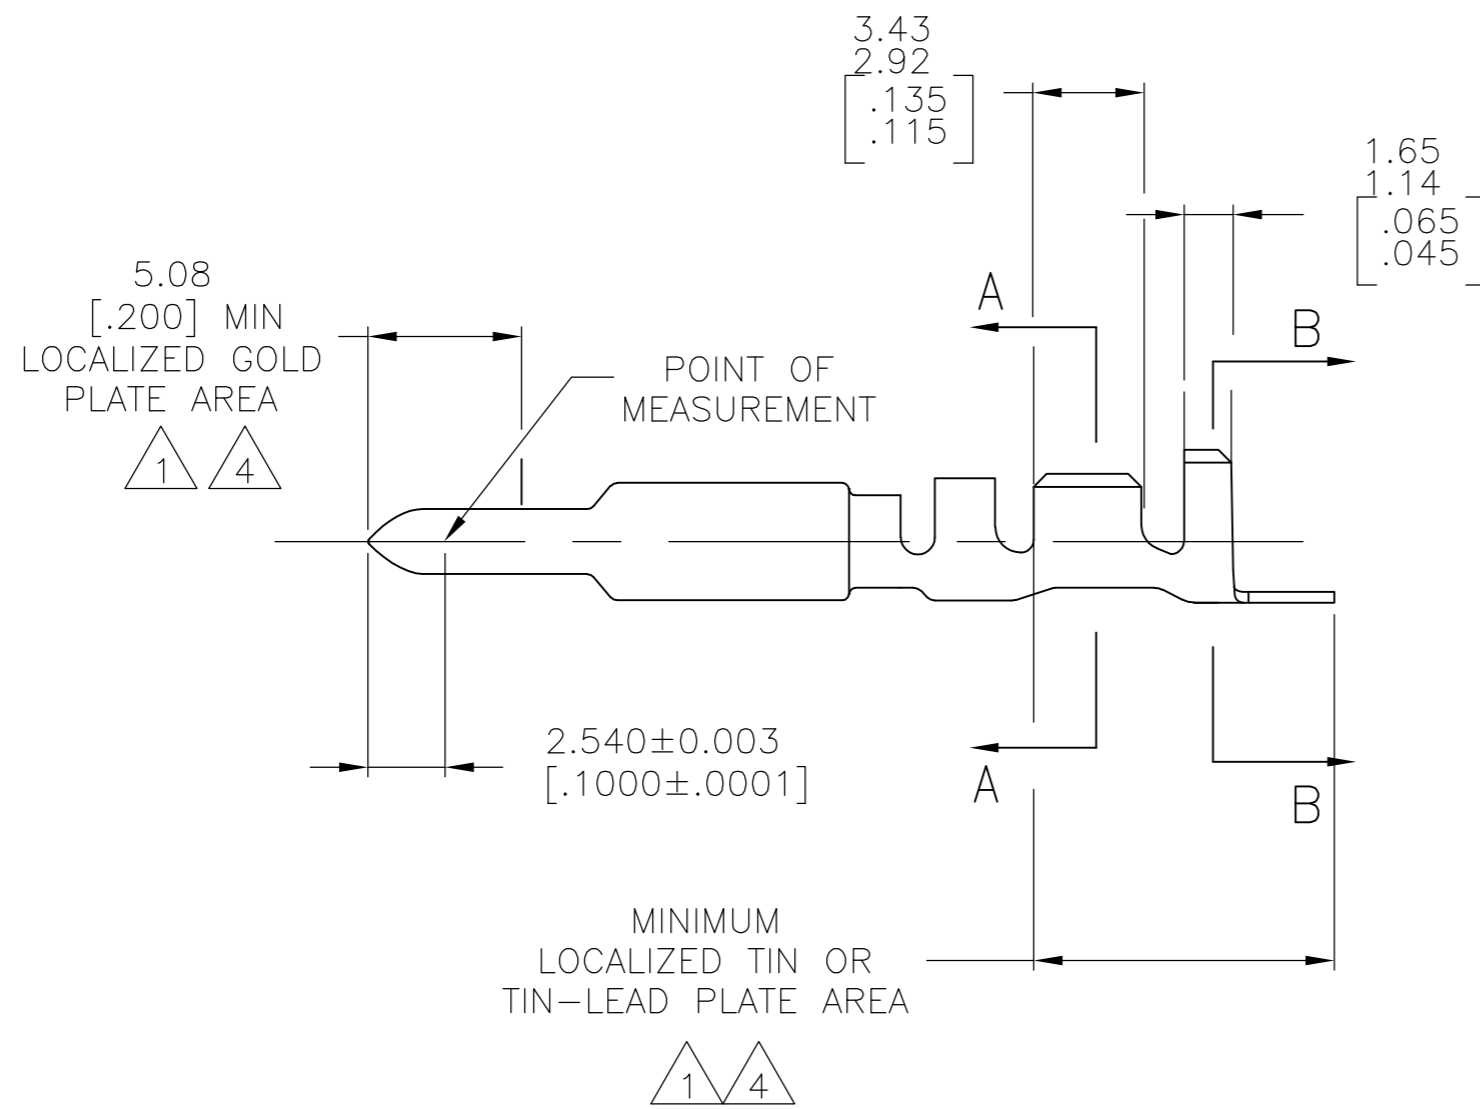 3.43
2.92
[.135
.115]
1.65
1.14
[.065
.045]
5.08
[.200] MIN
LOCALIZED GOLD
PLATE AREA
1 4
POINT OF
MEASUREMENT
A
B
2.540±0.003
[.1000±.0001]
A
B
MINIMUM
LOCALIZED TIN OR
TIN-LEAD PLATE AREA
1 4